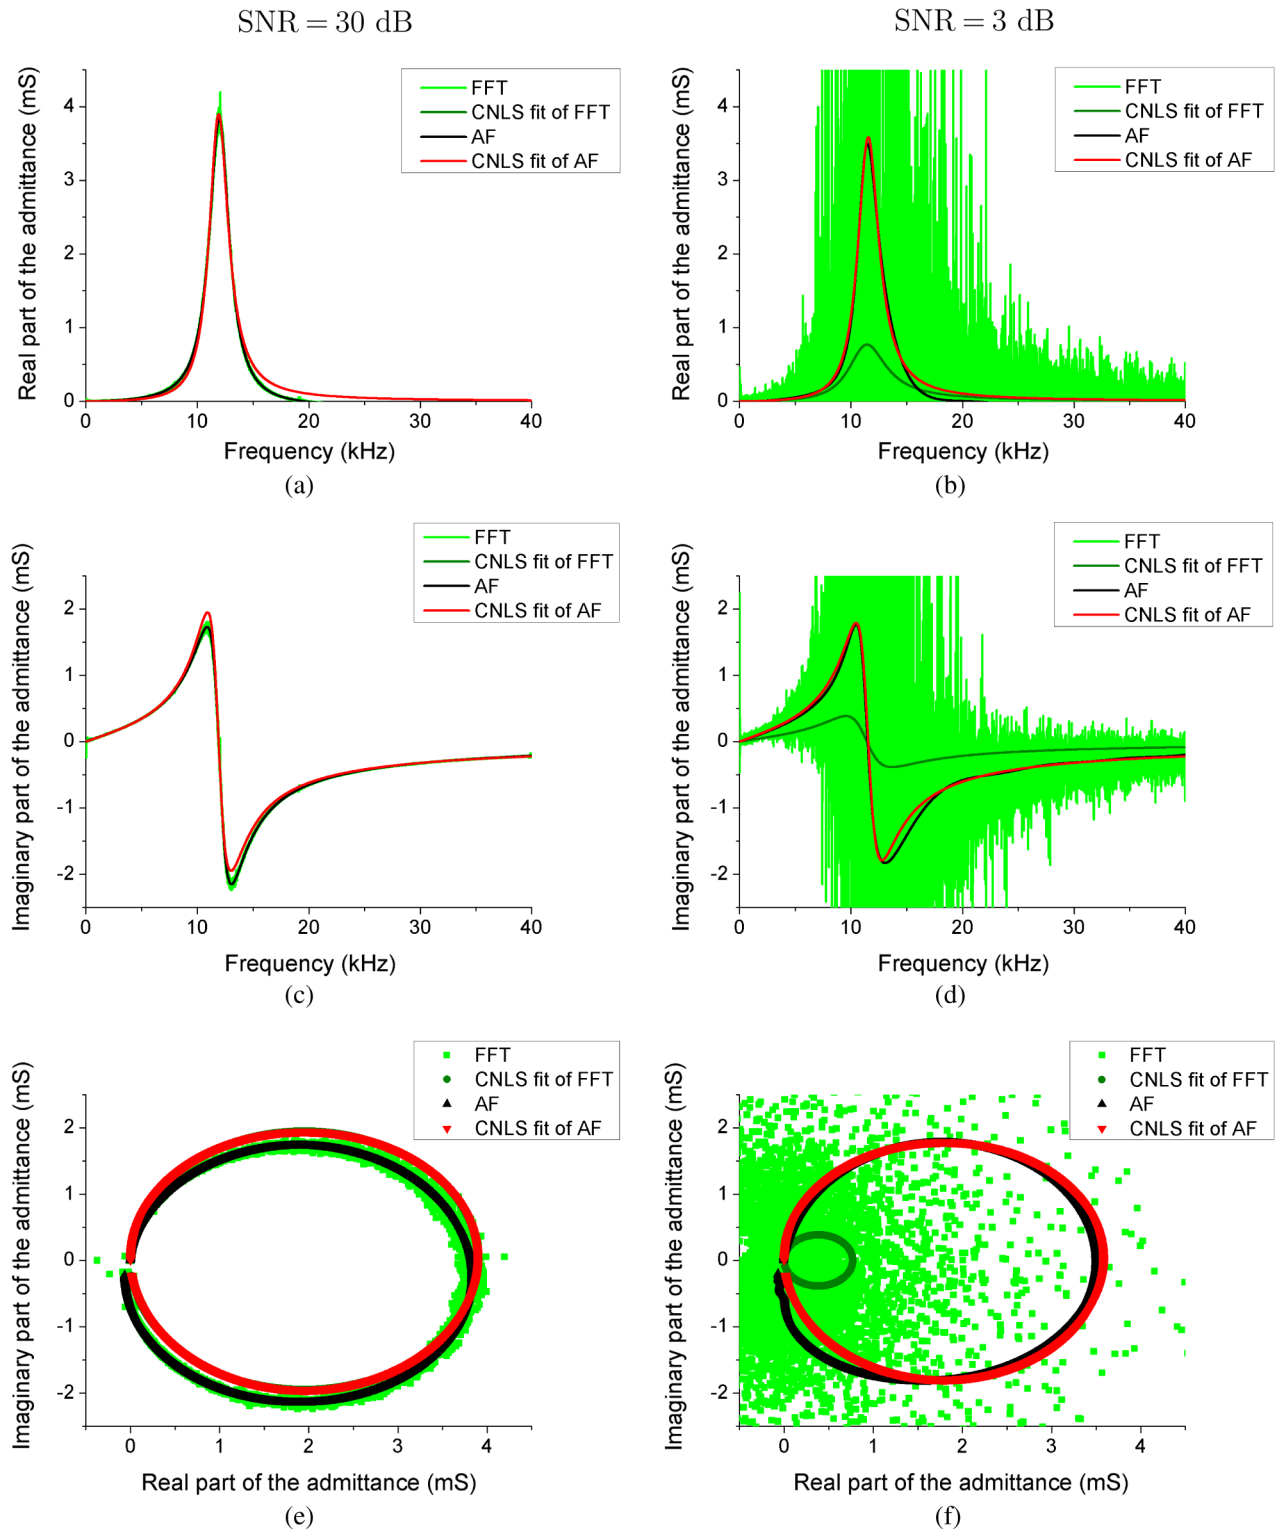 SNR = 30 dB
SNR = 3 dB
Real part of the admittance (mS)
4
3
2
1
0
FFT
CNLS fit of FFT
AF
CNLS fit of AF
0 10 20 30 40
Frequency (kHz)
(a)
Real part of the admittance (mS)
4
3
2
1
0
FFT
CNLS fit of FFT
AF
CNLS fit of AF
0 10 20 30 40
Frequency (kHz)
(b)
Imaginary part of the admittance (mS)
2
1
0
-1
-2
FFT
CNLS fit of FFT
AF
CNLS fit of AF
0 10 20 30 40
Frequency (kHz)
(c)
Imaginary part of the admittance (mS)
2
1
0
-1
-2
FFT
CNLS fit of FFT
AF
CNLS fit of AF
0 10 20 30 40
Frequency (kHz)
(d)
Imaginary part of the admittance (mS)
2
1
0
-1
-2
FFT
CNLS fit of FFT
AF
CNLS fit of AF
0 1 2 3 4
Real part of the admittance (mS)
(e)
Imaginary part of the admittance (mS)
2
1
0
-1
-2
FFT
CNLS fit of FFT
AF
CNLS fit of AF
0 1 2 3 4
Real part of the admittance (mS)
(f)